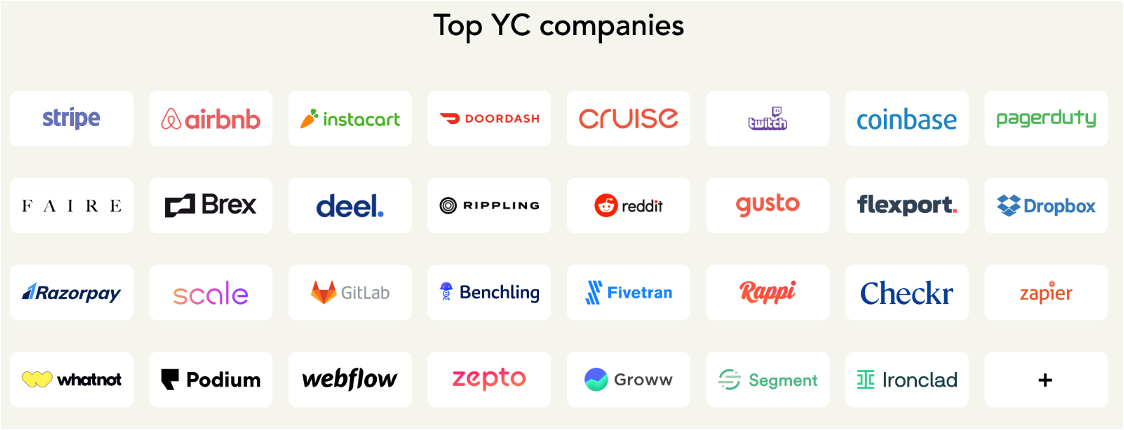 Top YC companies
stripe airbnb instacart DOORDASH cruise twitch coinbase pagerduty
FAIRE Brex deel. RIPPLING reddit gusto flexport. Dropbox
Razorpay scale GitLab Benchling Fivetran Rappi Checkr zapier
whatnot Podium webflow zepto Groww Segment Ironclad +